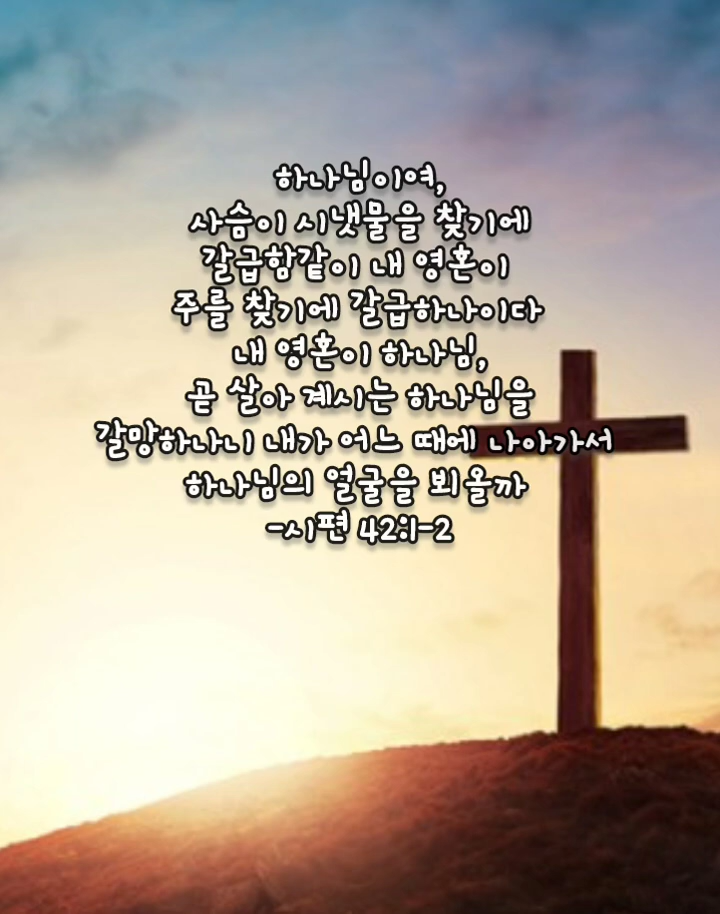 하나님이여,
사슴이 시냇물을 찾기에
갈급함같이 내 영혼이
주를 찾기에 갈급하나이다
내 영혼이 하나님,
곧 살아 계시는 하나님을
갈망하나니 내가 어느 때에 나아가서
하나님의 얼굴을 뵈올까
-시편 42:1-2